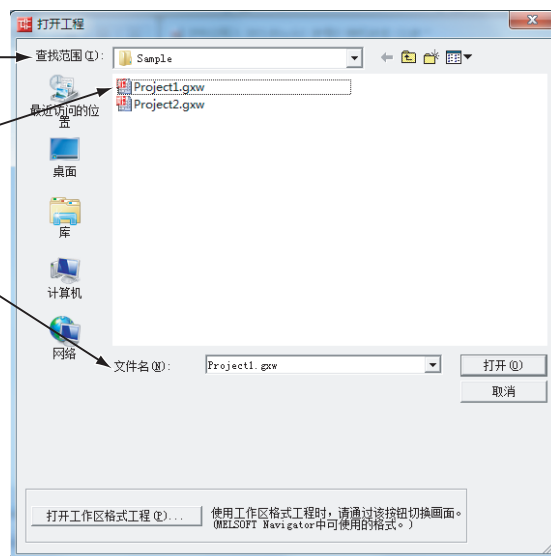 打开工程
查找范围(I):
Sample
Project1.gxw
Project2.gxw
最近访问的位
置
桌面
库
计算机
网络
文件名(N):
Project1.gxw
打开(O)
取消
打开工作区格式工程(P)...
使用工作区格式工程时，请通过该按钮切换画面。
(MELSOFT Navigator中可使用的格式。)